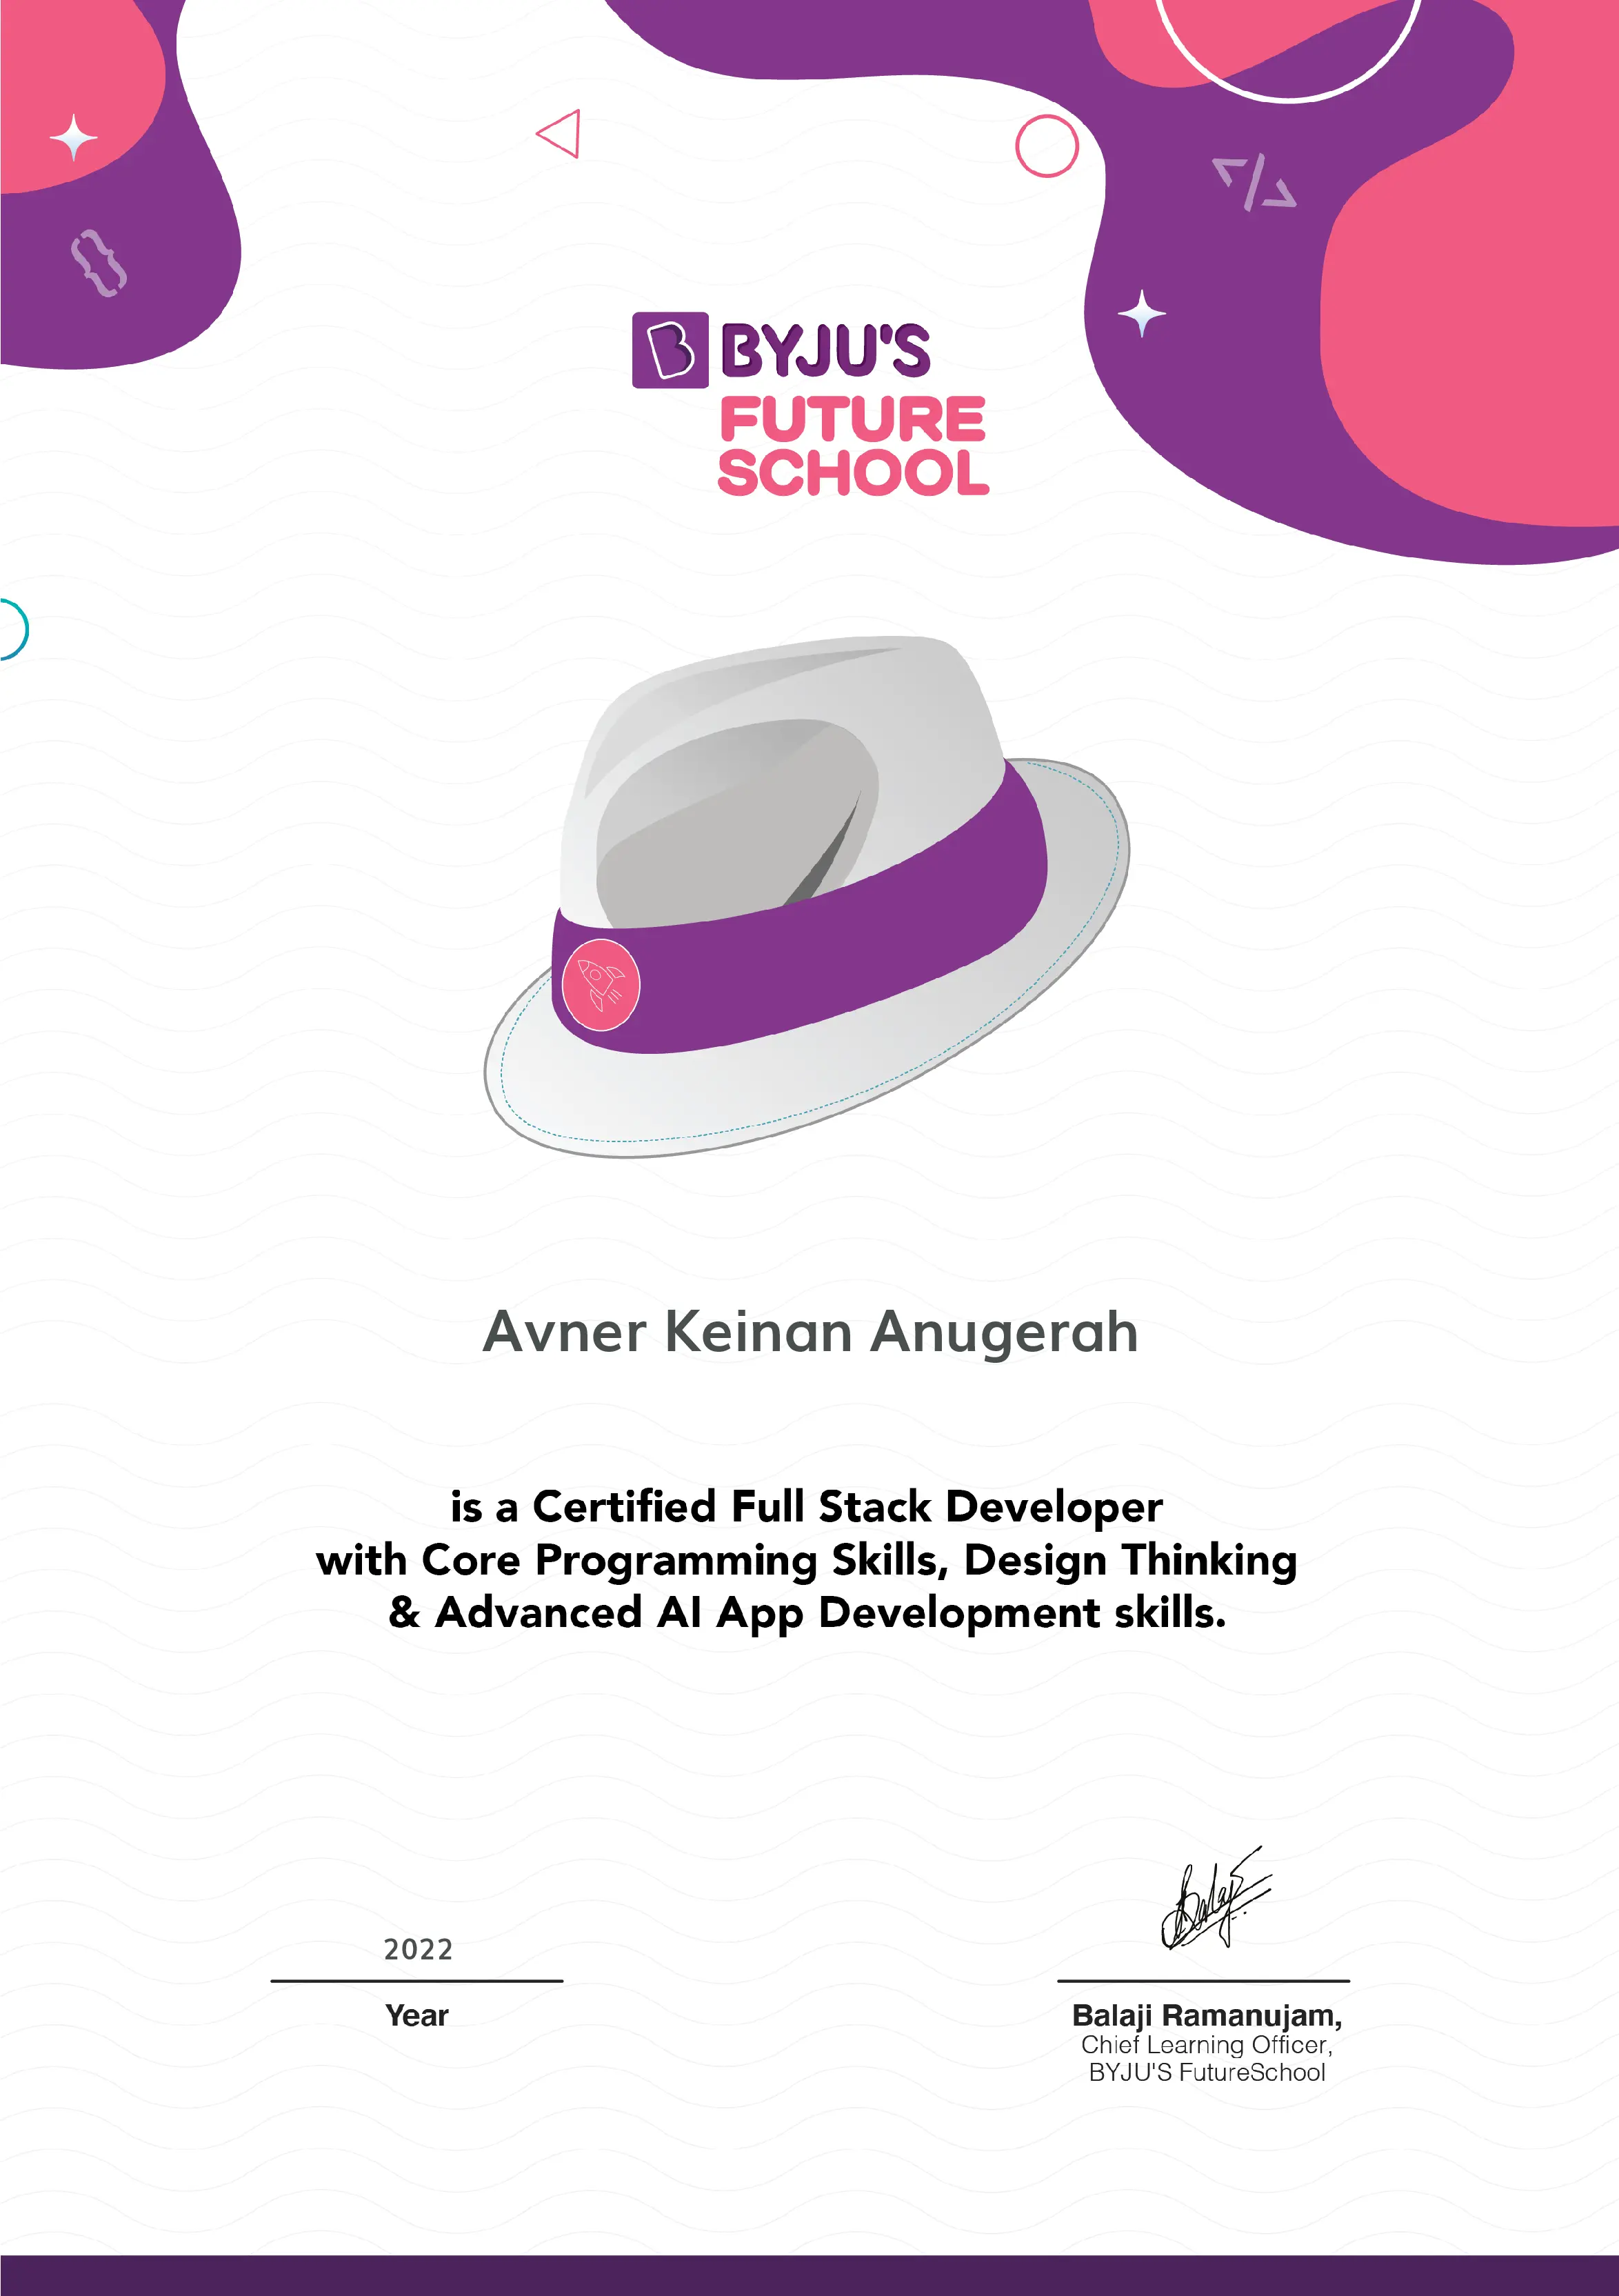 BYJU'S
FUTURE
SCHOOL
Avner Keinan Anugerah
is a Certified Full Stack Developer
with Core Programming Skills, Design Thinking
& Advanced AI App Development skills.
2022
Year
Balaji Ramanujam,
Chief Learning Officer,
BYJU'S FutureSchool